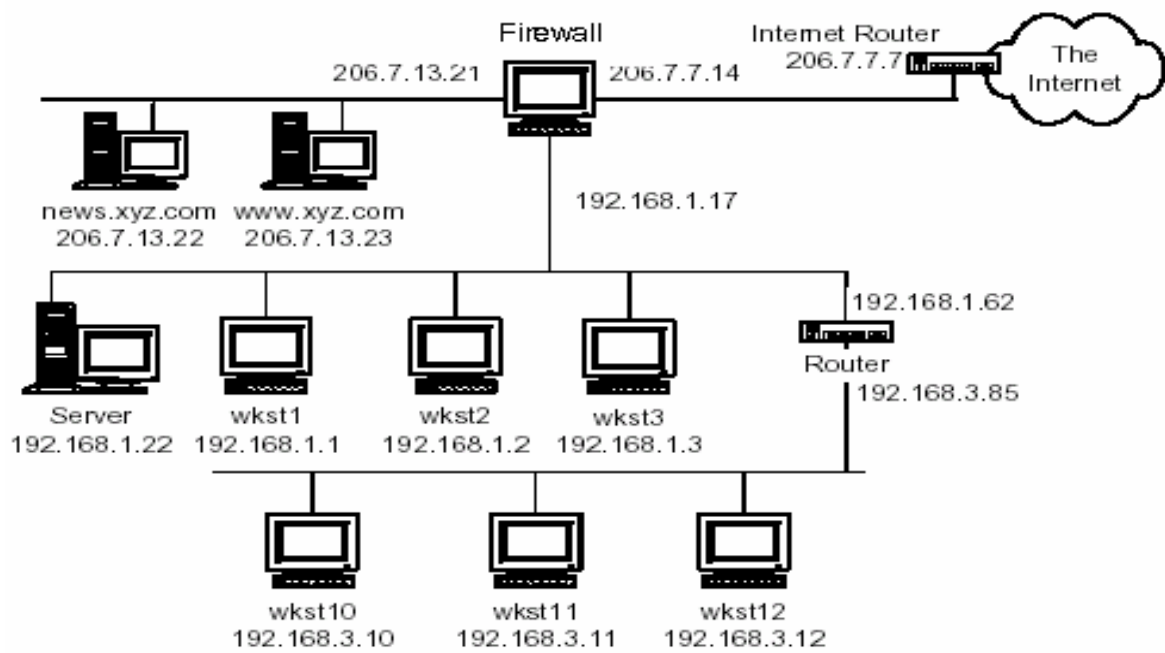 Firewall
Internet Router
206.7.7.7
The
Internet
206.7.13.21
206.7.7.14
news.xyz.com
206.7.13.22
www.xyz.com
206.7.13.23
192.168.1.17
192.168.1.62
Router
192.168.3.85
Server
192.168.1.22
wkst1
192.168.1.1
wkst2
192.168.1.2
wkst3
192.168.1.3
wkst10
192.168.3.10
wkst11
192.168.3.11
wkst12
192.168.3.12